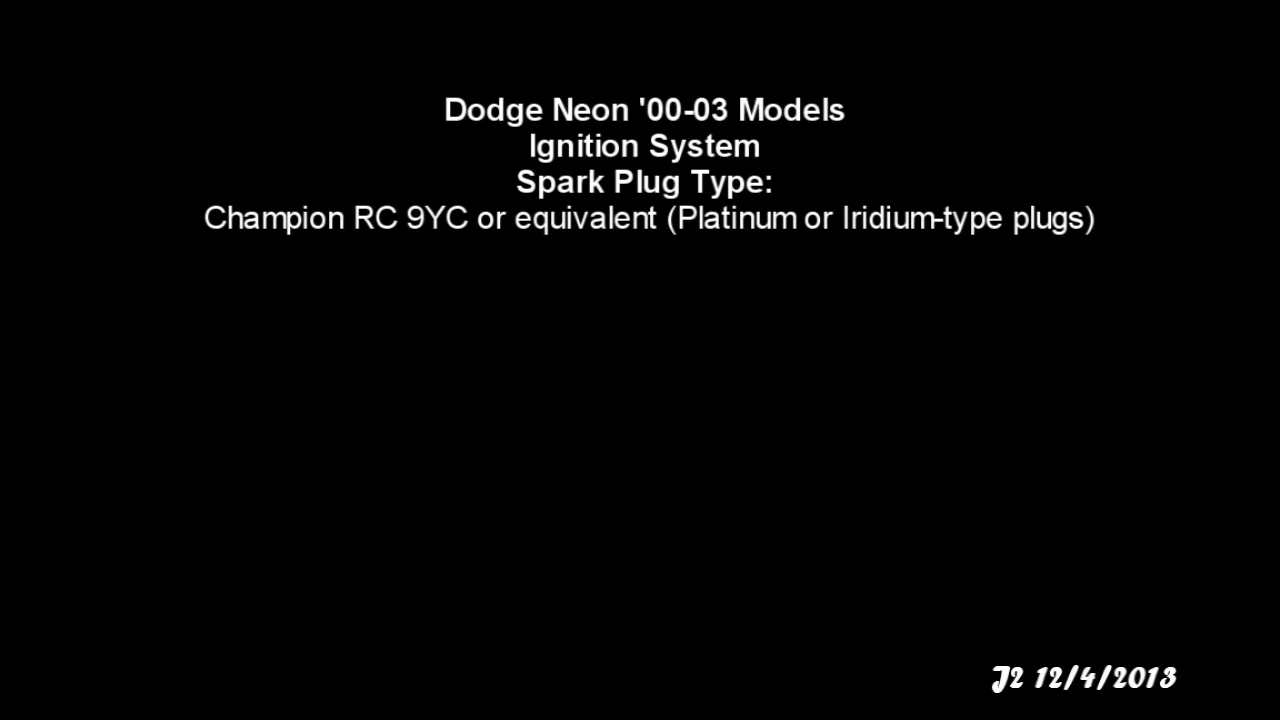 Dodge Neon '00-03 Models
Ignition System
Spark Plug Type:
Champion RC 9YC or equivalent (Platinum or Iridium-type plugs)
J2 12/4/2013